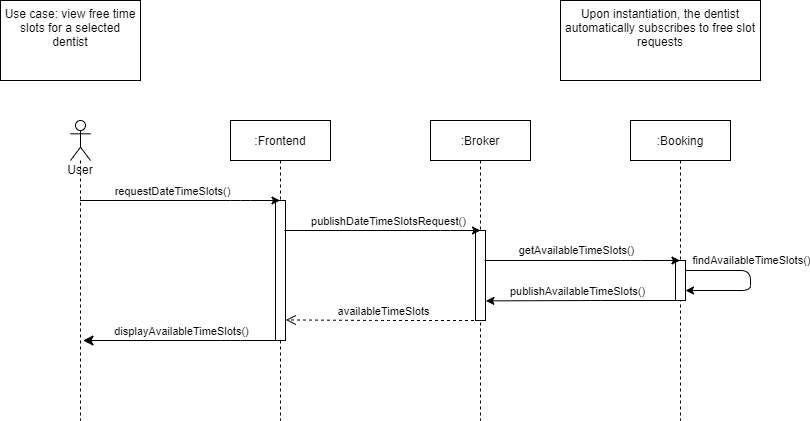 Use case: view free time
slots for a selected
dentist
Upon instantiation, the dentist
automatically subscribes to free slot
requests
User
:Frontend
:Broker
:Booking
requestDateTimeSlots()
publishDateTimeSlotsRequest()
getAvailableTimeSlots()
findAvailableTimeSlots()
publishAvailableTimeSlots()
availableTimeSlots
displayAvailableTimeSlots()